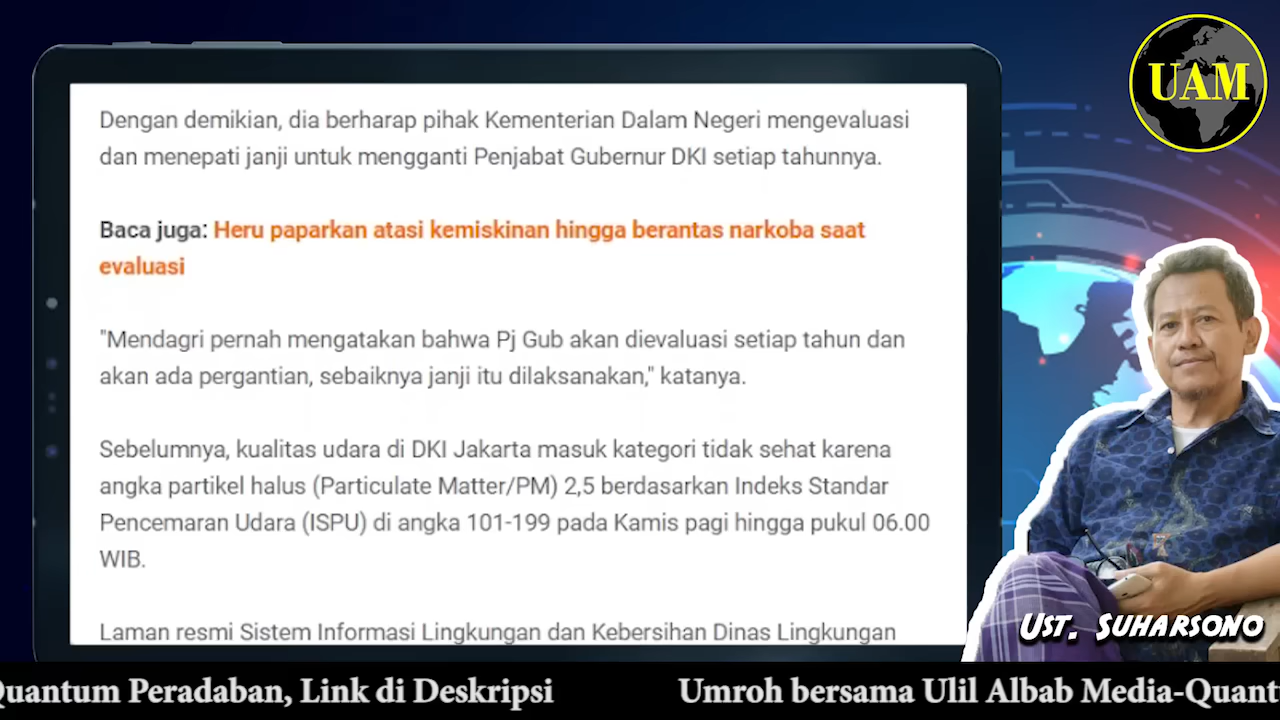 UAM
Dengan demikian, dia berharap pihak Kementerian Dalam Negeri mengevaluasi
dan menepati janji untuk mengganti Penjabat Gubernur DKI setiap tahunnya.
Baca juga: Heru paparkan atasi kemiskinan hingga berantas narkoba saat
evaluasi
"Mendagri pernah mengatakan bahwa Pj Gub akan dievaluasi setiap tahun dan
akan ada pergantian, sebaiknya janji itu dilaksanakan," katanya.
Sebelumnya, kualitas udara di DKI Jakarta masuk kategori tidak sehat karena
angka partikel halus (Particulate Matter/PM) 2,5 berdasarkan Indeks Standar
Pencemaran Udara (ISPU) di angka 101-199 pada Kamis pagi hingga pukul 06.00
WIB.
Laman resmi Sistem Informasi Lingkungan dan Kebersihan Dinas Lingkungan
Ust. Suharsono
Quantum Peradaban, Link di Deskripsi Umroh bersama Ulil Albab Media-Quant